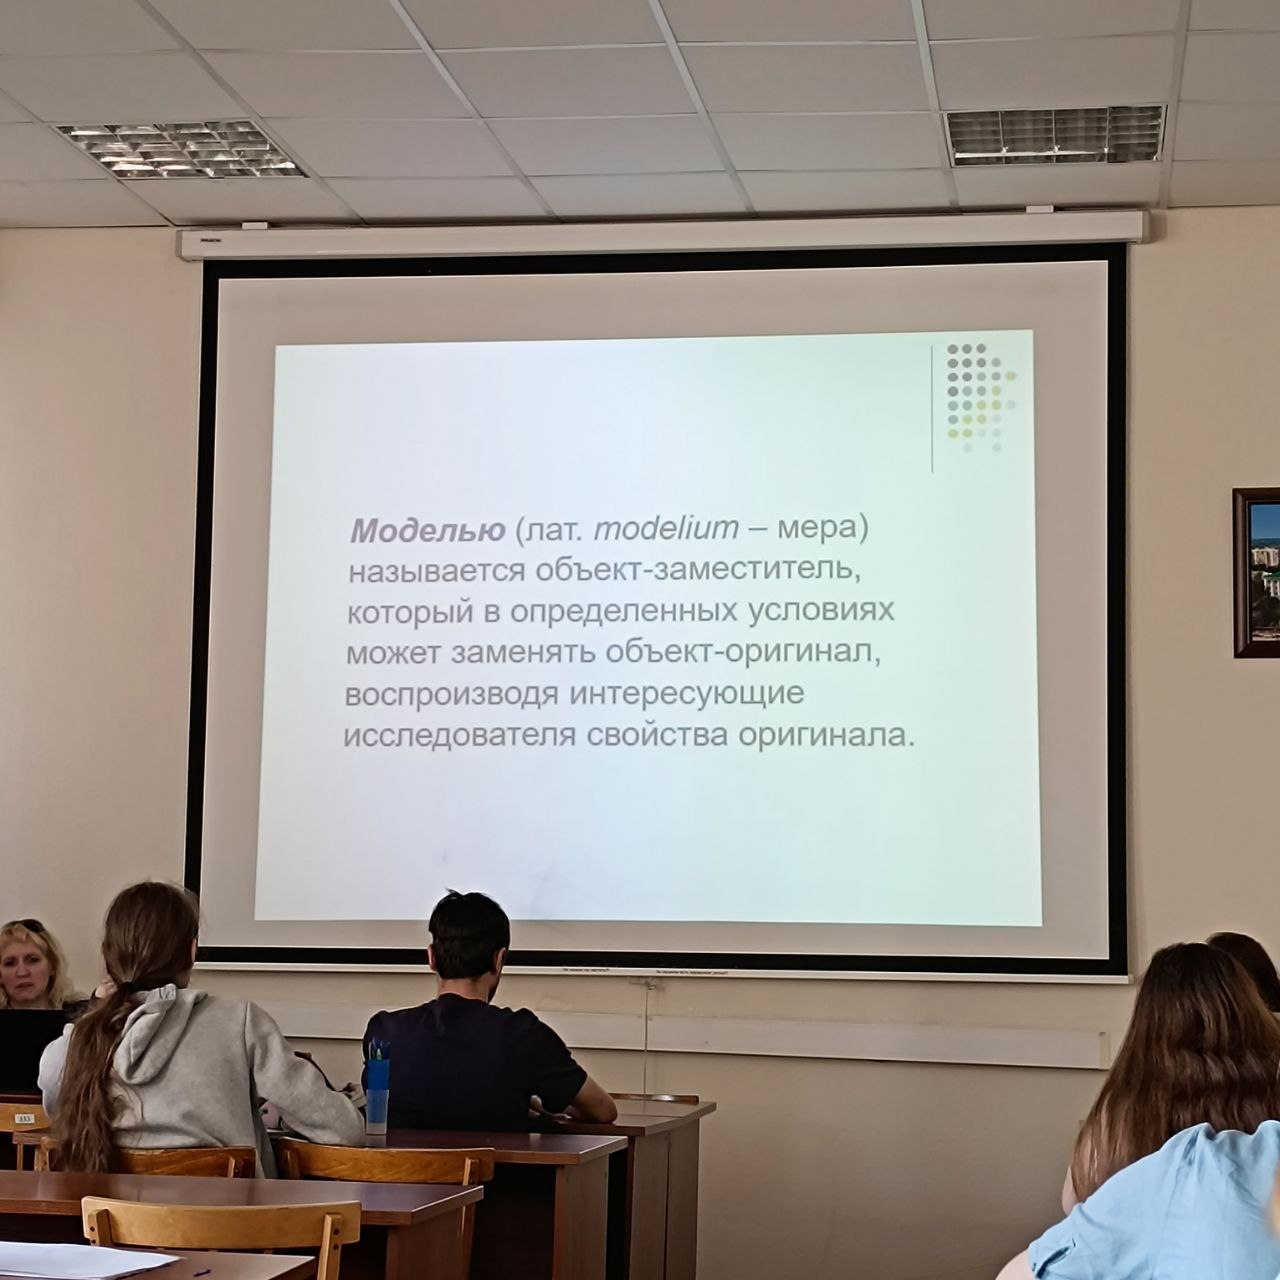 Моделью (лат. modelium – мера)
называется объект-заместитель,
который в определенных условиях
может заменять объект-оригинал,
воспроизводя интересующие
исследователя свойства оригинала.